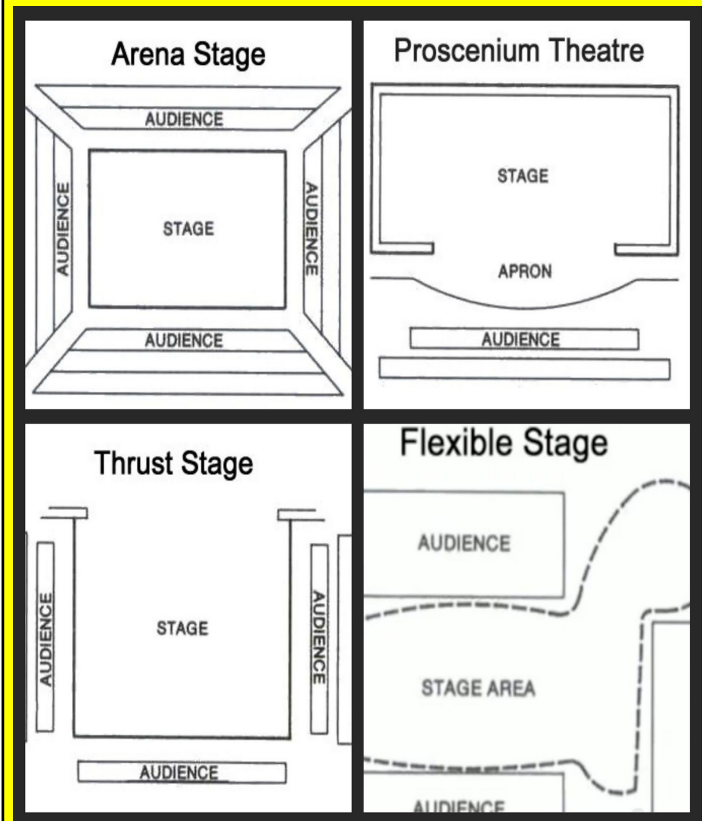 Arena Stage
AUDIENCE
AUDIENCE
STAGE
AUDIENCE
AUDIENCE
Proscenium Theatre
STAGE
APRON
AUDIENCE
Thrust Stage
AUDIENCE
STAGE
AUDIENCE
AUDIENCE
Flexible Stage
AUDIENCE
STAGE AREA
AUDIENCE